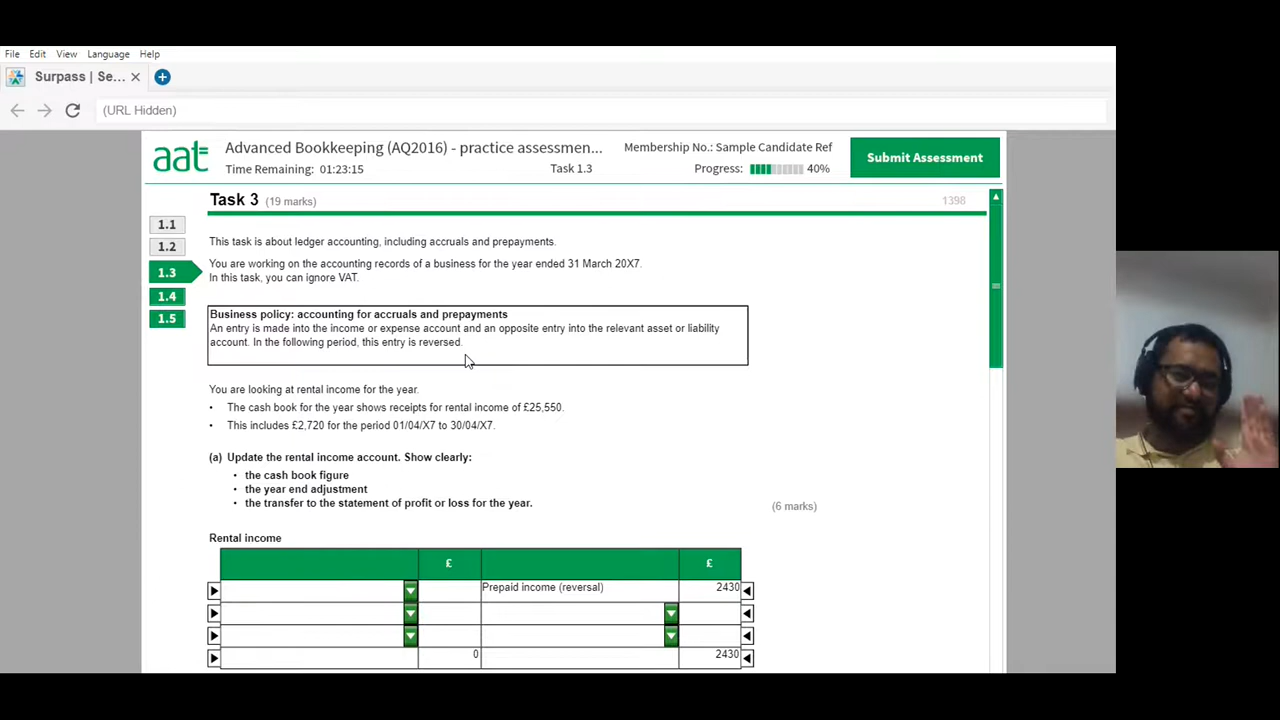 File Edit View Language Help
Surpass | Se...
(URL Hidden)
aat
Advanced Bookkeeping (AQ2016) - practice assessmen...
Membership No.: Sample Candidate Ref
Submit Assessment
Time Remaining: 01:23:15
Task 1.3
Progress: 40%
Task 3 (19 marks)
1398
1.1
1.2
1.3
1.4
1.5
This task is about ledger accounting, including accruals and prepayments.
You are working on the accounting records of a business for the year ended 31 March 20X7.
In this task, you can ignore VAT.
Business policy: accounting for accruals and prepayments
An entry is made into the income or expense account and an opposite entry into the relevant asset or liability
account. In the following period, this entry is reversed.
You are looking at rental income for the year.
• The cash book for the year shows receipts for rental income of £25,550.
• This includes £2,720 for the period 01/04/X7 to 30/04/X7.
(a) Update the rental income account. Show clearly:
• the cash book figure
• the year end adjustment
• the transfer to the statement of profit or loss for the year.
(6 marks)
Rental income
£ £
Prepaid income (reversal) 2430
0 2430